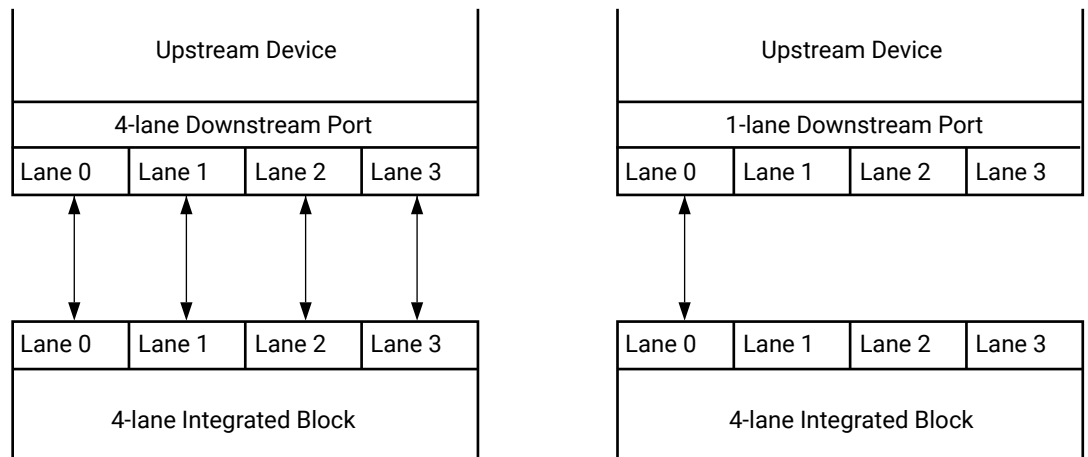 Upstream Device
4-lane Downstream Port
Lane 0 Lane 1 Lane 2 Lane 3
Lane 0 Lane 1 Lane 2 Lane 3
4-lane Integrated Block
Upstream Device
1-lane Downstream Port
Lane 0 Lane 1 Lane 2 Lane 3
Lane 0 Lane 1 Lane 2 Lane 3
4-lane Integrated Block